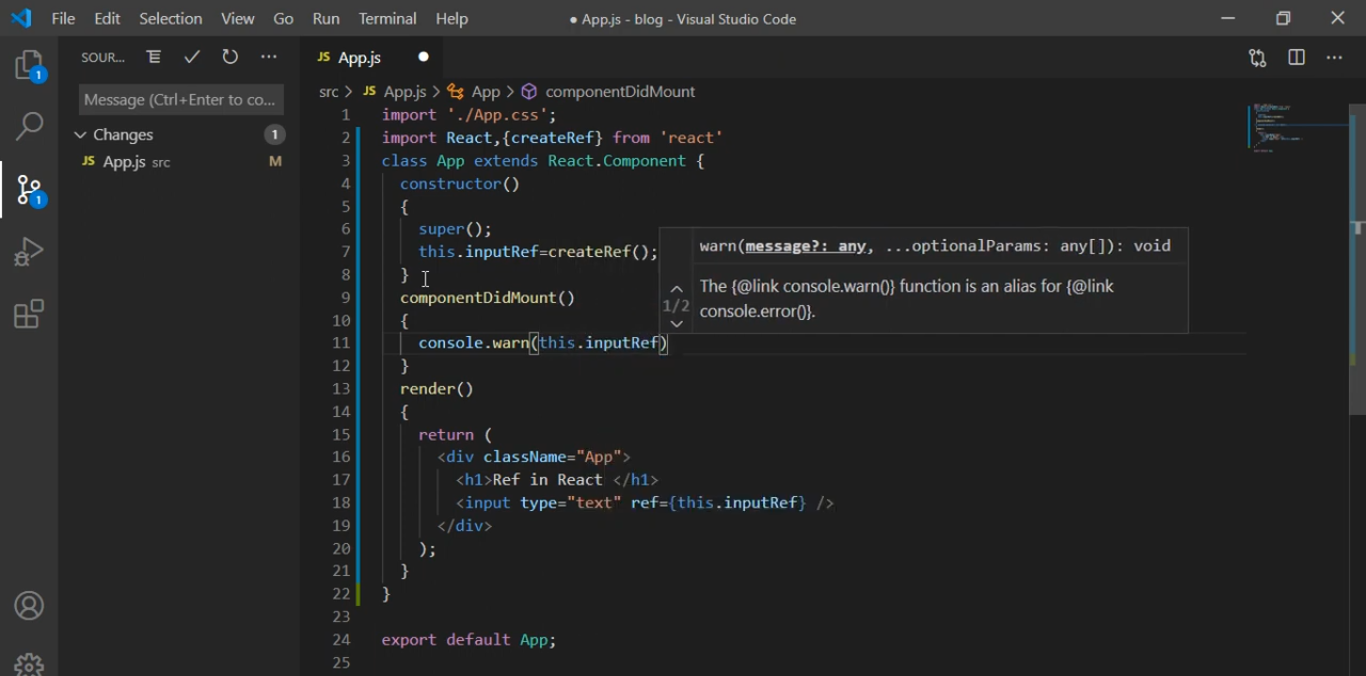 File Edit Selection View Go Run Terminal Help
● App.js - blog - Visual Studio Code
SOUR...
JS App.js ●
1
src > JS App.js > App > componentDidMount
Message (Ctrl+Enter to co...
Changes 1
JS App.js src M
1
1 import './App.css';
2 import React,{createRef} from 'react'
3 class App extends React.Component {
4 constructor()
5 {
6 super();
7 this.inputRef=createRef();
8 }
9 componentDidMount()
10 {
11 console.warn(this.inputRef)
12 }
13 render()
14 {
15 return (
16 <div className="App">
17 <h1>Ref in React </h1>
18 <input type="text" ref={this.inputRef} />
19 </div>
20 );
21 }
22 }
23
24 export default App;
25
warn(message?: any, ...optionalParams: any[]): void
1/2
The {@link console.warn()} function is an alias for {@link
console.error()}.